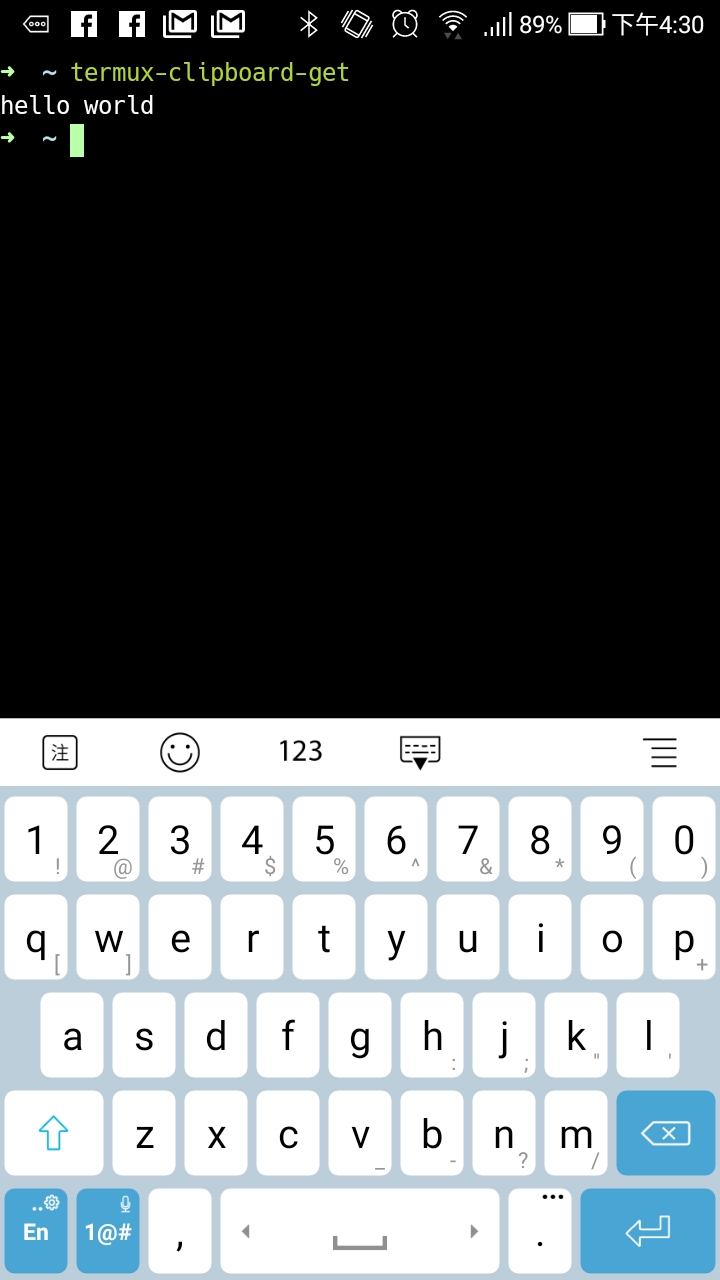 89% 下午4:30
➜ ~ termux-clipboard-get
hello world
➜ ~
注 123
1 ! 2 @ 3 # 4 $ 5 % 6 ^ 7 & 8 * 9 ( 0 )
q [ w ] e r t y u i o p +
a s d f g h : j ; k " l '
z x c v _ b - n ? m /
En 1@# , .